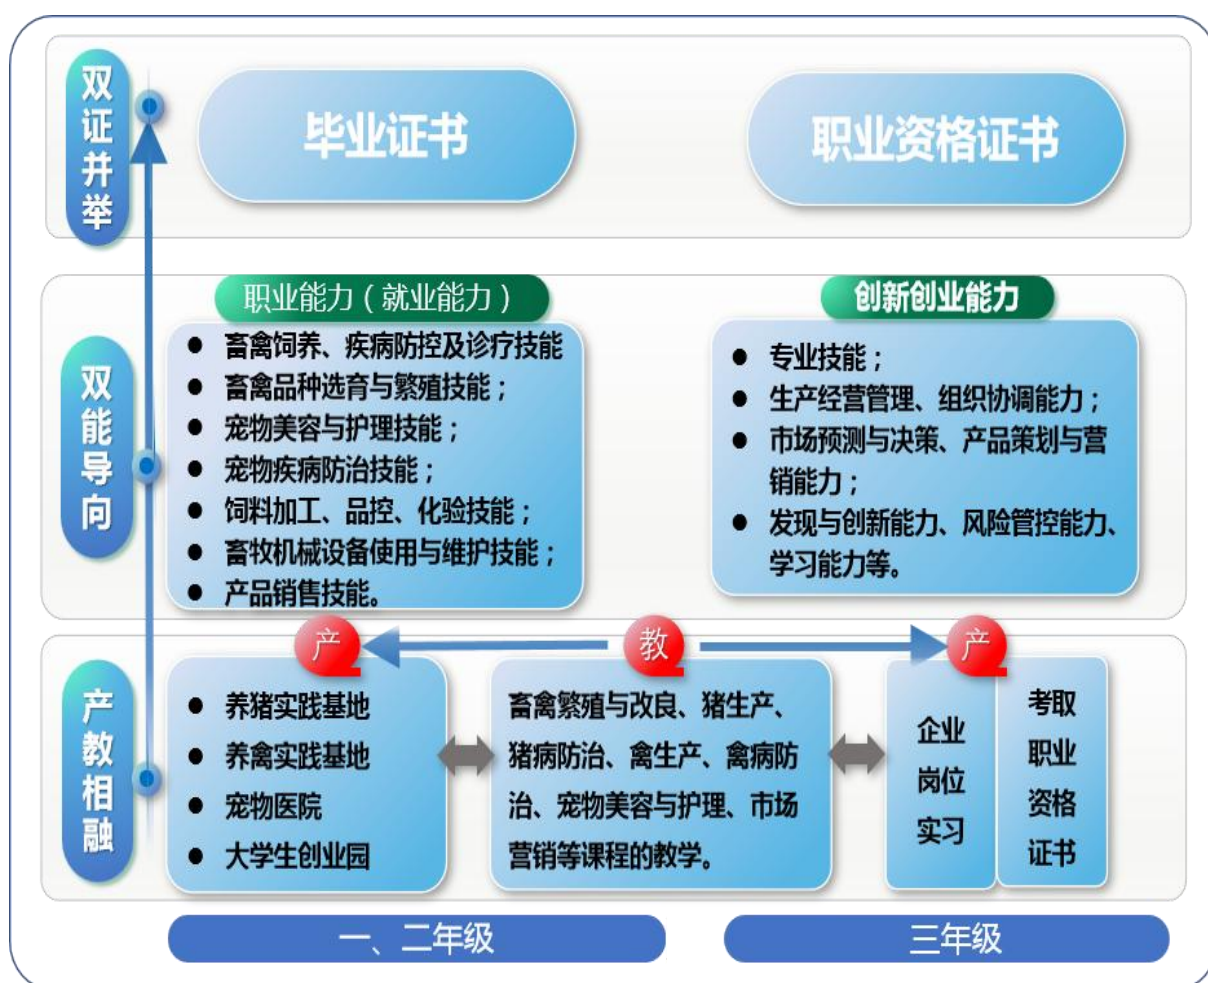 双证并举
毕业证书
职业资格证书
双能导向
职业能力（就业能力）
● 畜禽饲养、疾病防控及诊疗技能
● 畜禽品种选育与繁殖技能；
● 宠物美容与护理技能；
● 宠物疾病防治技能；
● 饲料加工、品控、化验技能；
● 畜牧机械设备使用与维护技能；
● 产品销售技能。
创新创业能力
● 专业技能；
● 生产经营管理、组织协调能力；
● 市场预测与决策、产品策划与营
销能力；
● 发现与创新能力、风险管控能力、
学习能力等。
产教相融
产
教
产
● 养猪实践基地
● 养禽实践基地
● 宠物医院
● 大学生创业园
畜禽繁殖与改良、猪生产、
猪病防治、禽生产、禽病防
治、宠物美容与护理、市场
营销等课程的教学。
企业
岗位
实习
考取
职业
资格
证书
一、二年级
三年级